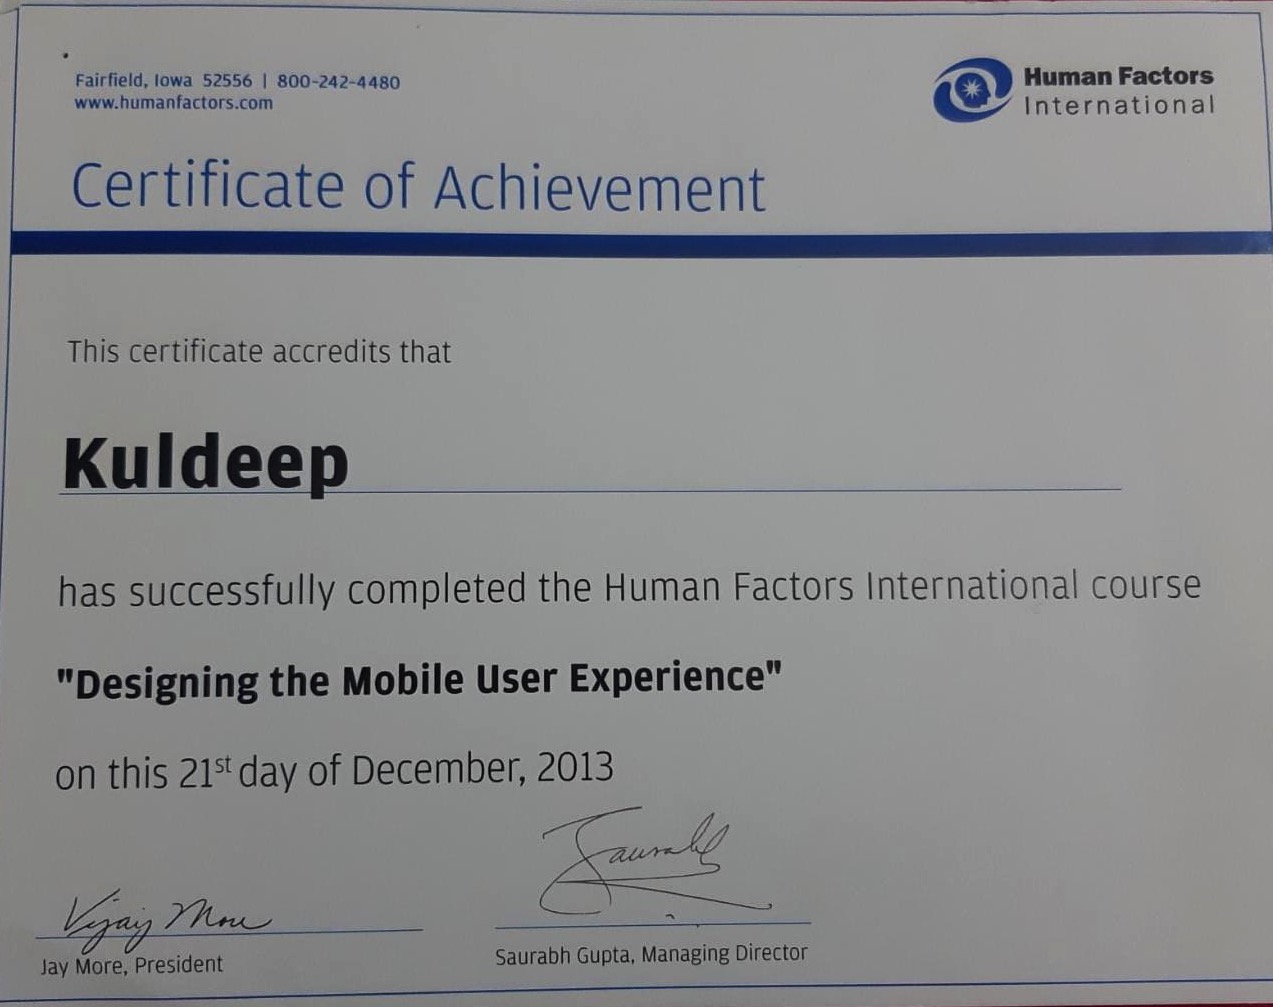 Fairfield, Iowa 52556 | 800-242-4480
www.humanfactors.com
Human Factors
International
Certificate of Achievement
This certificate accredits that
Kuldeep
has successfully completed the Human Factors International course
"Designing the Mobile User Experience"
on this 21st day of December, 2013
Vijay More
Saurabh
Jay More, President
Saurabh Gupta, Managing Director